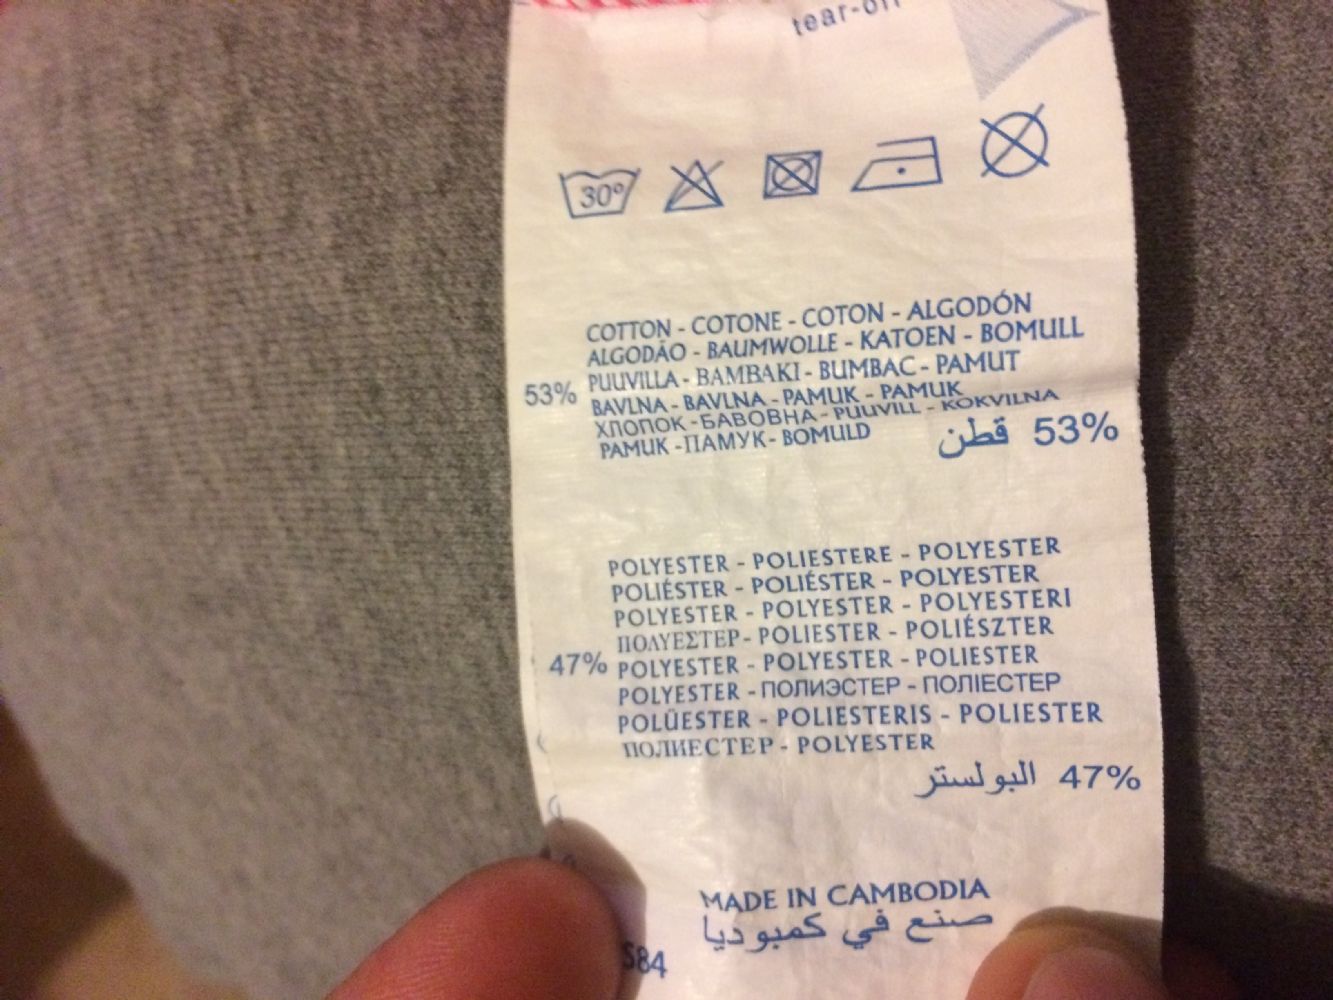 tear-off
30°
COTTON - COTONE - COTON - ALGODÓN
ALGODÃO - BAUMWOLLE - KATOEN - BOMULL
53% PUUVILLA - BAMBAKI - BUMBAC - PAMUT
BAVLNA - BAVLNA - PAMUK - PAMUK
ХЛОПОК - БАВОВНА - PUUVILL - KOKVILNA
PAMUK - ПАМУК - BOMULD
53% قطن
POLYESTER - POLIESTERE - POLYESTER
POLIÉSTER - POLIÉSTER - POLYESTER
POLYESTER - POLYESTER - POLYESTERI
ΠΟΛΥΕΣΤΕΡ - POLIESTER - POLIÉSZTER
47% POLYESTER - POLYESTER - POLIESTER
POLYESTER - ПОЛИЭСТЕР - ПОЛІЕСТЕР
POLÜESTER - POLIESTERIS - POLIESTER
ПОЛИЕСТЕР - POLYESTER
47% البولستر
MADE IN CAMBODIA
صنع في كمبوديا
S84